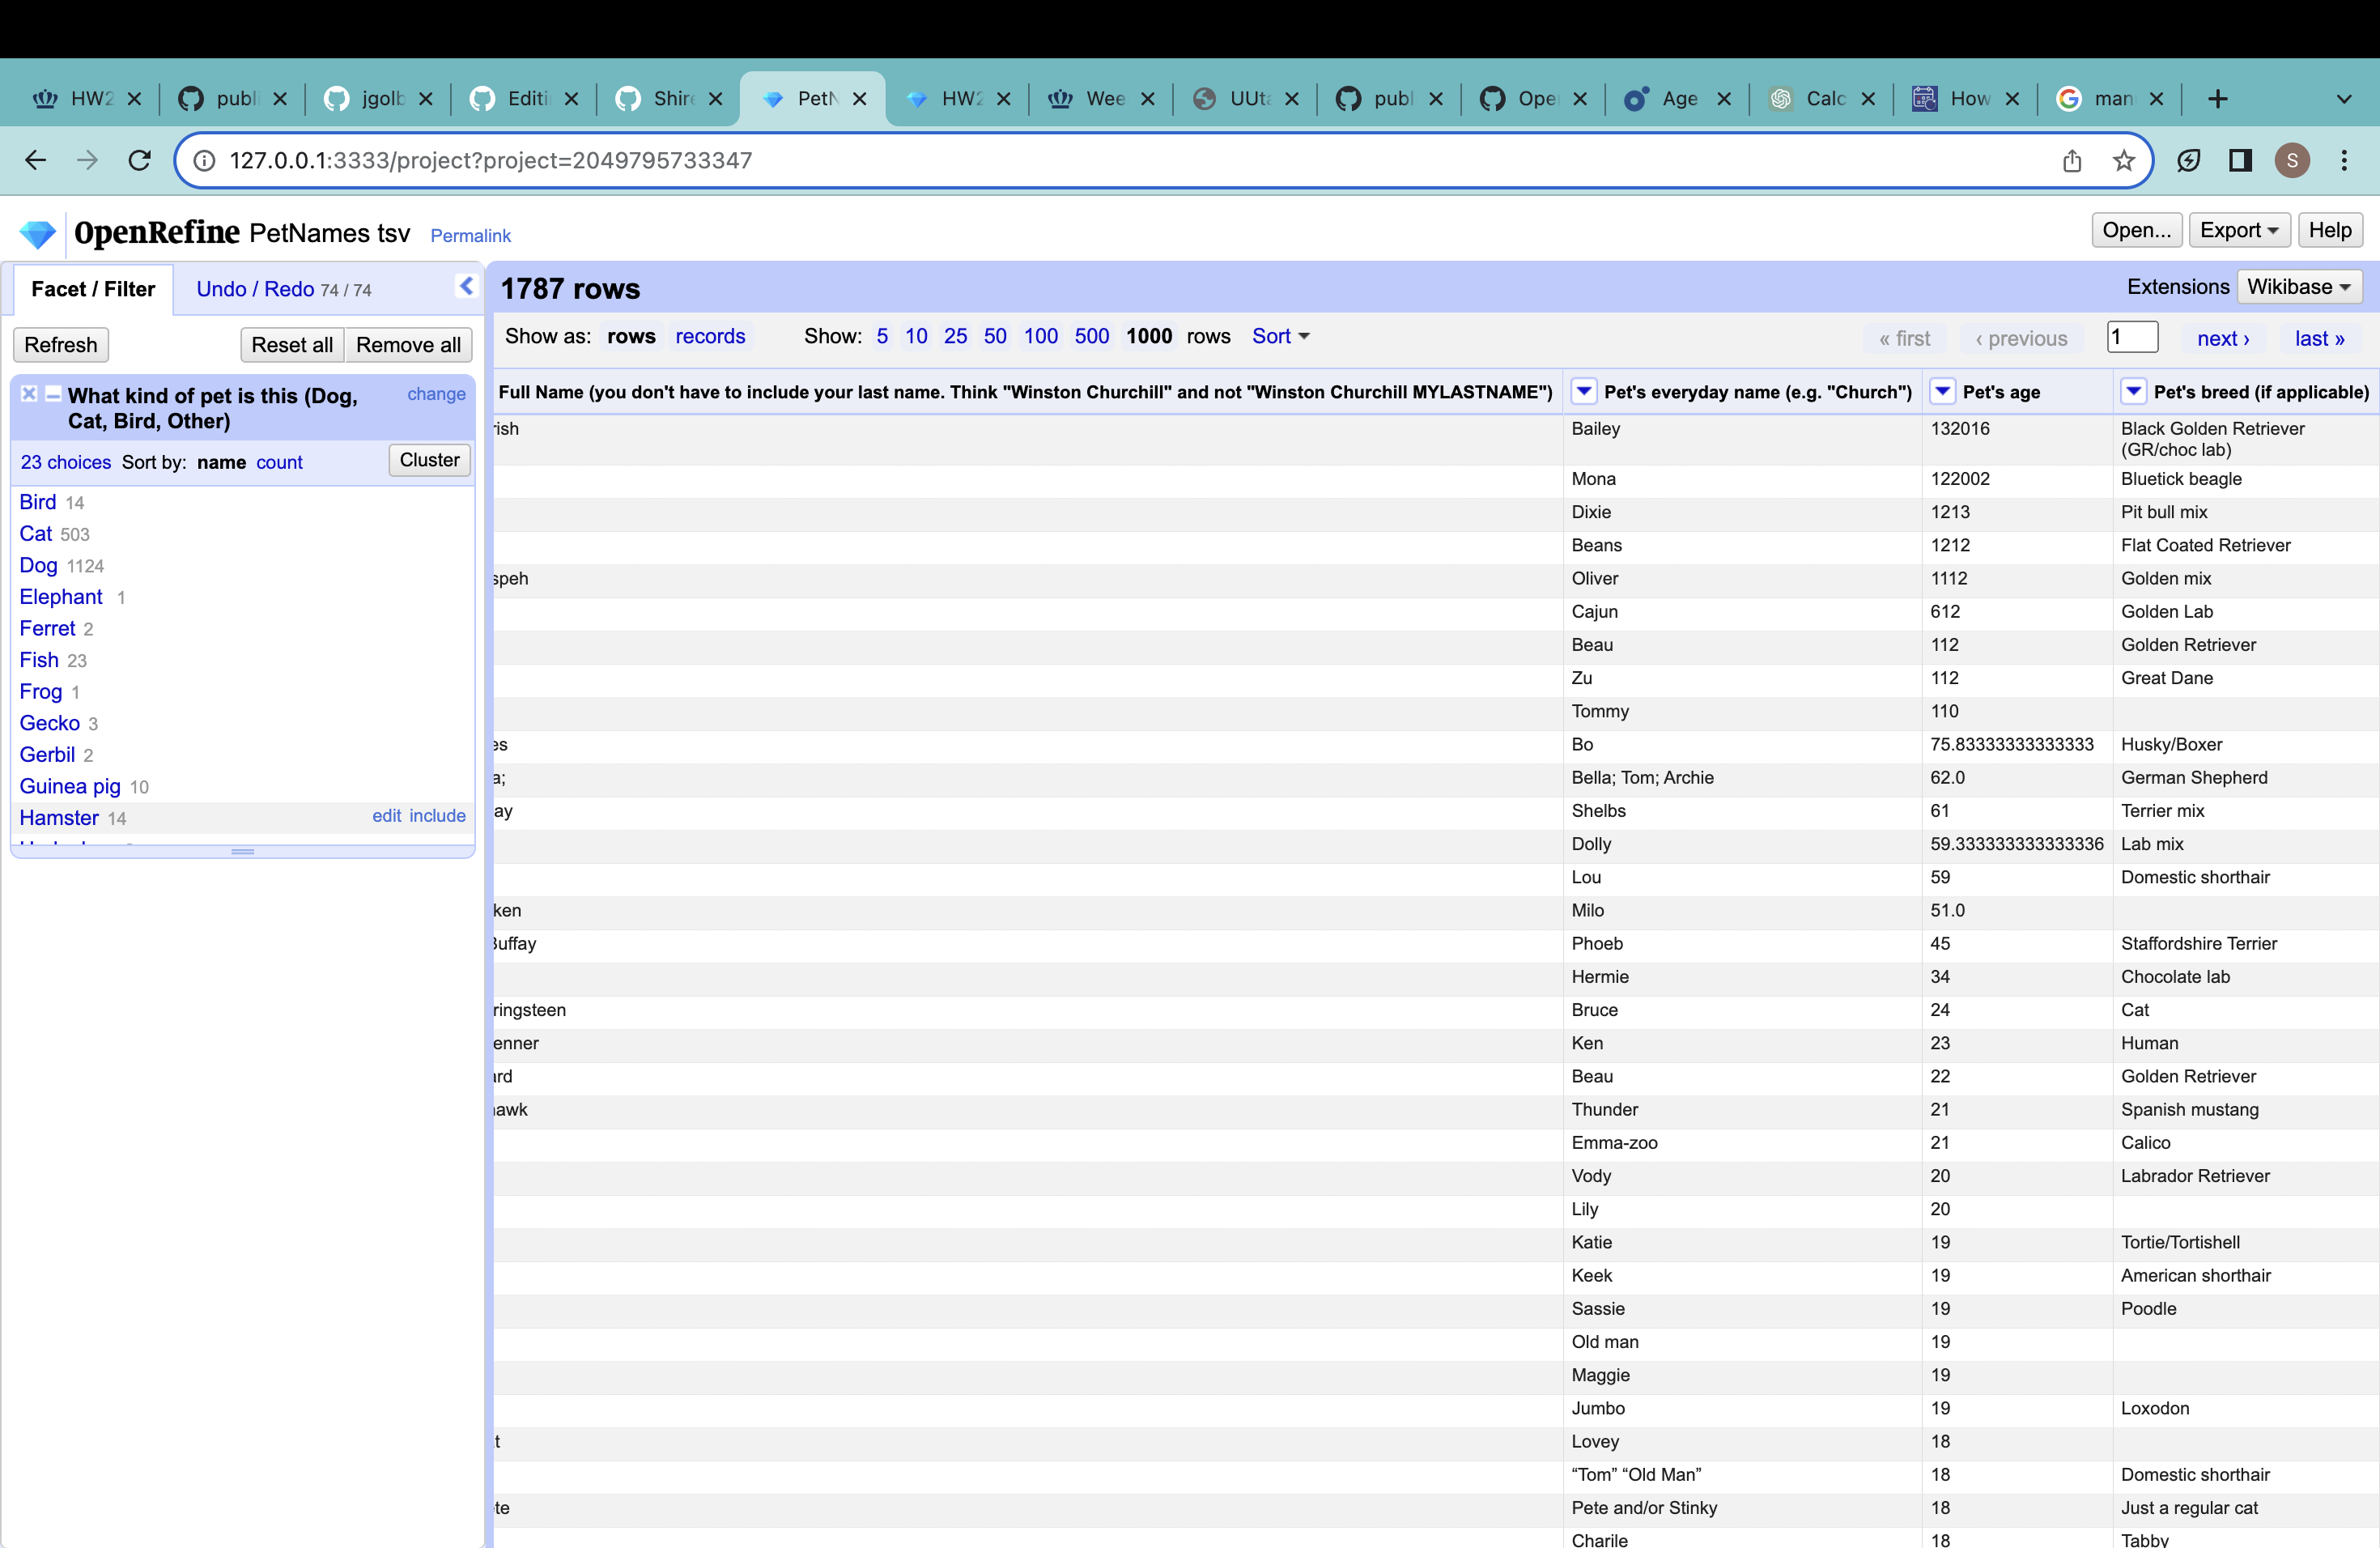 HW2
publi
jgolb
Editi
Shire
PetN
HW2
Wee
UUta
publ
Ope
Age
Calc
How
man
127.0.0.1:3333/project?project=2049795733347
S
OpenRefine PetNames tsv Permalink
Open... Export Help
Facet / Filter Undo / Redo 74 / 74
1787 rows
Extensions Wikibase
Refresh Reset all Remove all
Show as: rows records Show: 5 10 25 50 100 500 1000 rows Sort
« first ‹ previous 1 next › last »
What kind of pet is this (Dog, change
Cat, Bird, Other)
23 choices Sort by: name count Cluster
Bird 14
Cat 503
Dog 1124
Elephant 1
Ferret 2
Fish 23
Frog 1
Gecko 3
Gerbil 2
Guinea pig 10
Hamster 14 edit include
Full Name (you don't have to include your last name. Think "Winston Churchill" and not "Winston Churchill MYLASTNAME") Pet's everyday name (e.g. "Church") Pet's age Pet's breed (if applicable)
rish Bailey 132016 Black Golden Retriever
(GR/choc lab)
Mona 122002 Bluetick beagle
Dixie 1213 Pit bull mix
Beans 1212 Flat Coated Retriever
speh Oliver 1112 Golden mix
Cajun 612 Golden Lab
Beau 112 Golden Retriever
Zu 112 Great Dane
Tommy 110
es Bo 75.83333333333333 Husky/Boxer
a; Bella; Tom; Archie 62.0 German Shepherd
ay Shelbs 61 Terrier mix
Dolly 59.333333333333336 Lab mix
Lou 59 Domestic shorthair
ken Milo 51.0
Buffay Phoeb 45 Staffordshire Terrier
Hermie 34 Chocolate lab
ringsteen Bruce 24 Cat
enner Ken 23 Human
ard Beau 22 Golden Retriever
hawk Thunder 21 Spanish mustang
Emma-zoo 21 Calico
Vody 20 Labrador Retriever
Lily 20
Katie 19 Tortie/Tortishell
Keek 19 American shorthair
Sassie 19 Poodle
Old man 19
Maggie 19
Jumbo 19 Loxodon
t Lovey 18
“Tom” “Old Man” 18 Domestic shorthair
te Pete and/or Stinky 18 Just a regular cat
Charile 18 Tabby